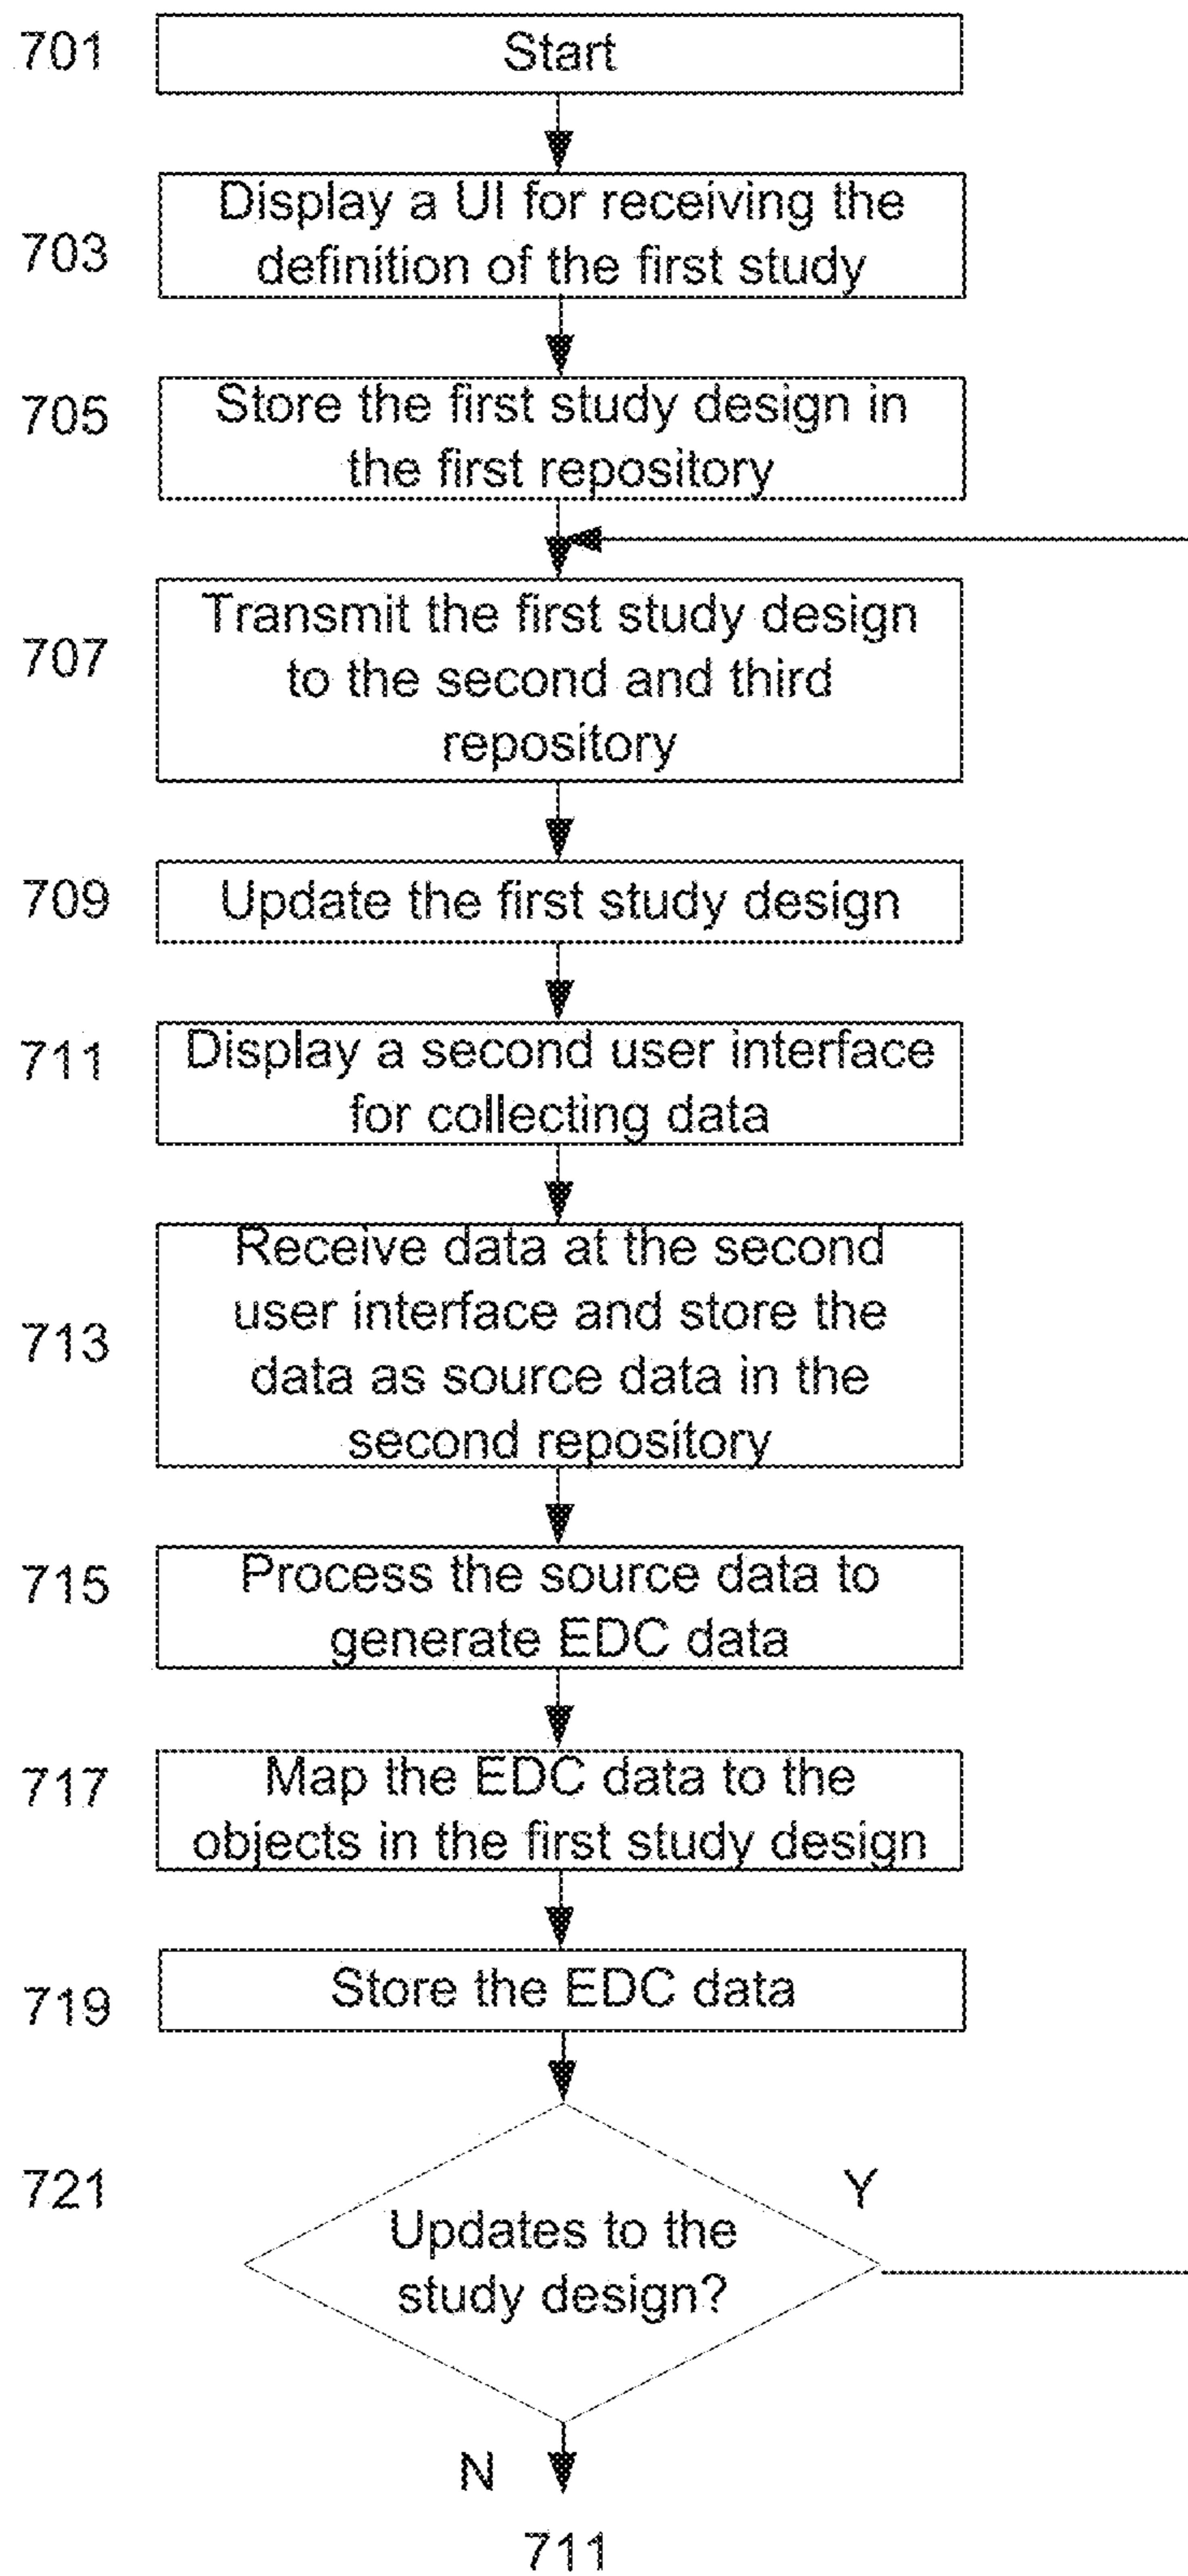 701
Start
703
Display a UI for receiving the
definition of the first study
705
Store the first study design in
the first repository
707
Transmit the first study design
to the second and third
repository
709
Update the first study design
711
Display a second user interface
for collecting data
713
Receive data at the second
user interface and store the
data as source data in the
second repository
715
Process the source data to
generate EDC data
717
Map the EDC data to the
objects in the first study design
719
Store the EDC data
721
Y
Updates to the
study design?
N
711